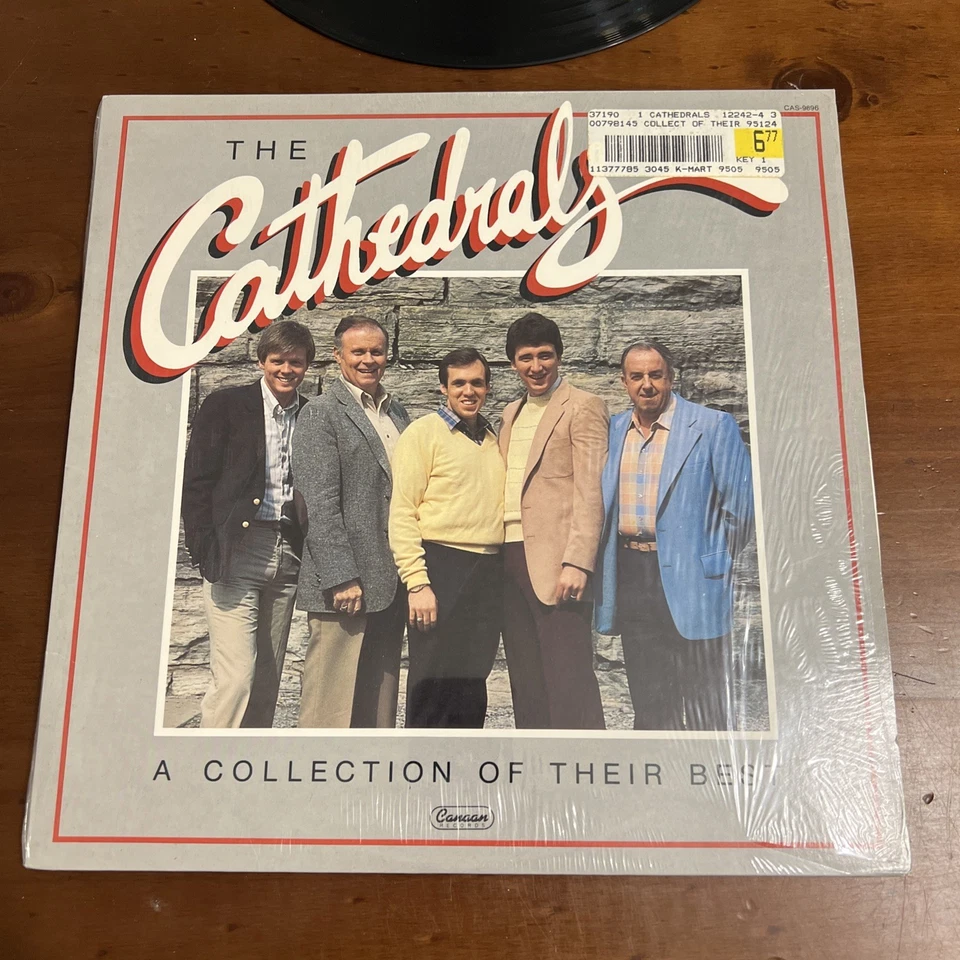 CAS-9696
37190 1 CATHEDRALS 12242-4 3
00798145 COLLECT OF THEIR 95124
6 77
KEY 1
11377785 3045 K-MART 9505 9505
THE
Cathedrals
A COLLECTION OF THEIR BEST
Canaan
RECORDS